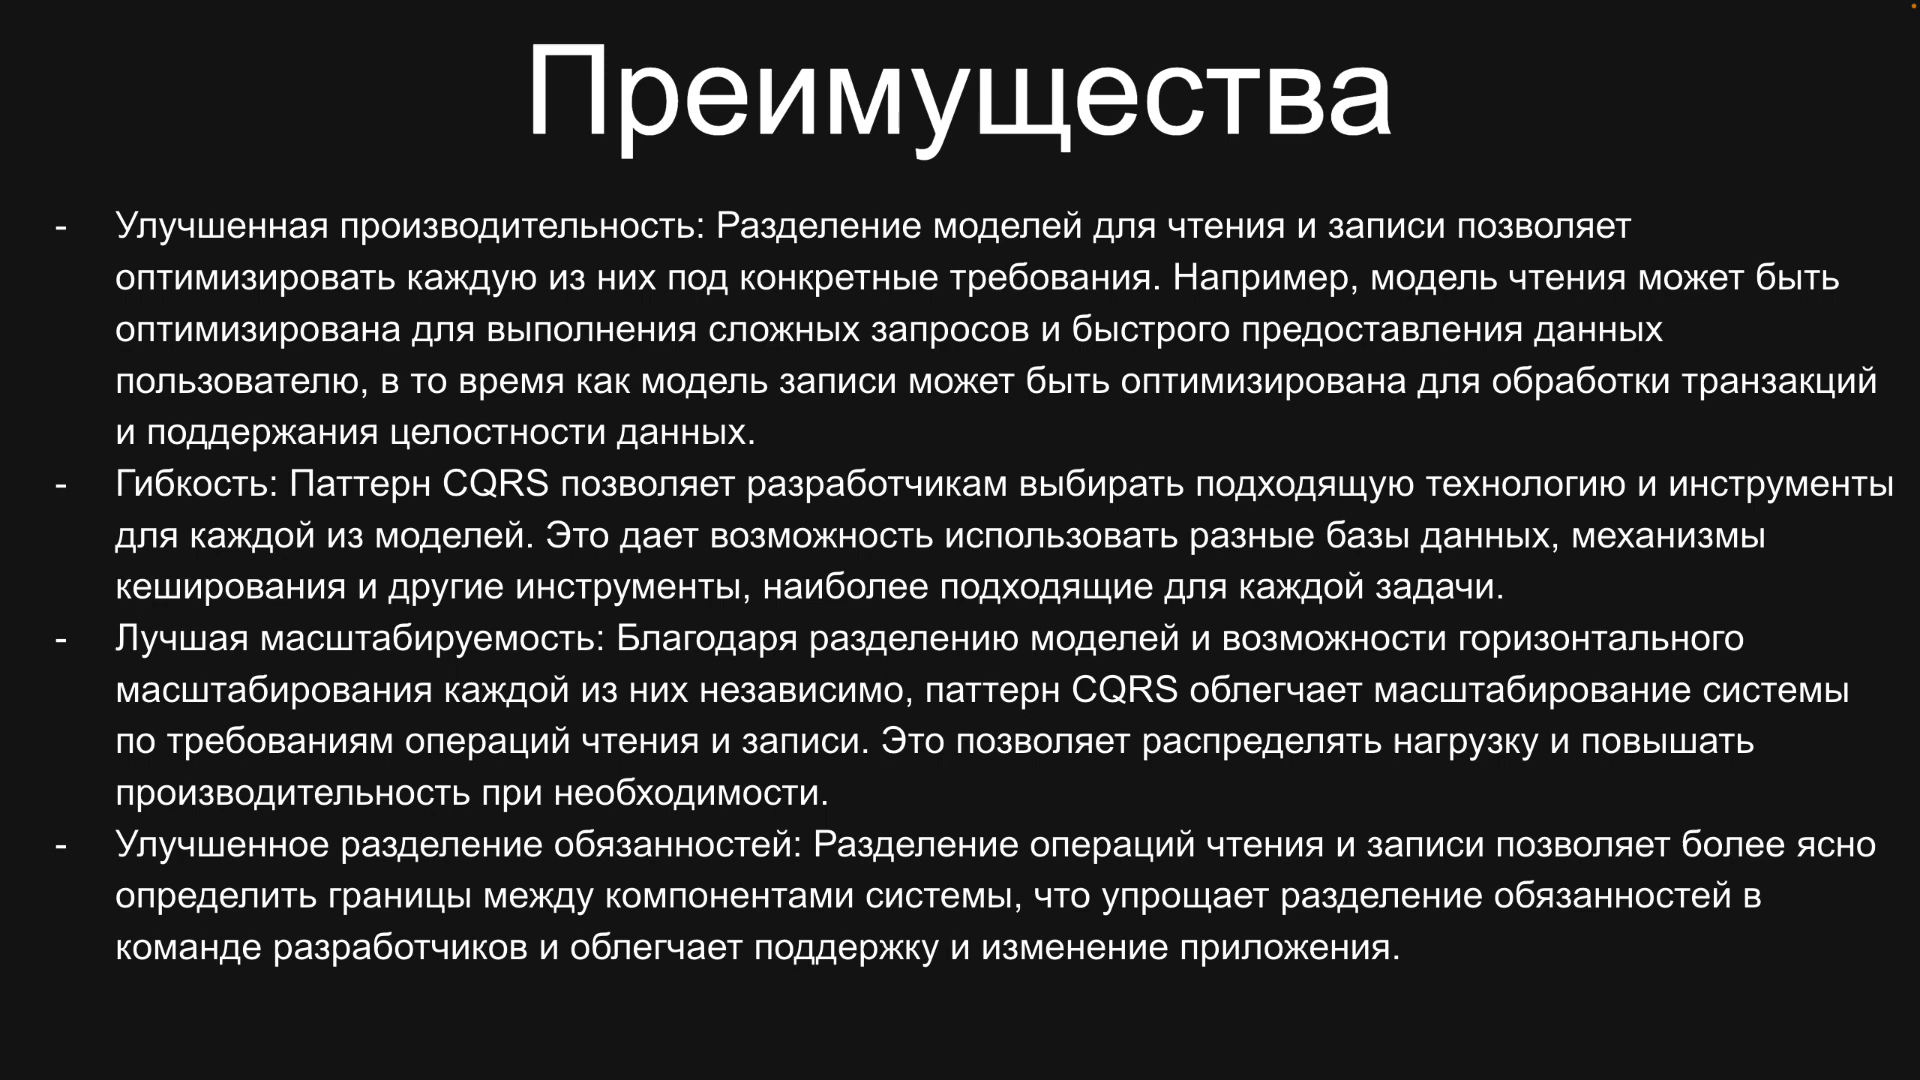 Преимущества
- Улучшенная производительность: Разделение моделей для чтения и записи позволяет
оптимизировать каждую из них под конкретные требования. Например, модель чтения может быть
оптимизирована для выполнения сложных запросов и быстрого предоставления данных
пользователю, в то время как модель записи может быть оптимизирована для обработки транзакций
и поддержания целостности данных.
- Гибкость: Паттерн CQRS позволяет разработчикам выбирать подходящую технологию и инструменты
для каждой из моделей. Это дает возможность использовать разные базы данных, механизмы
кеширования и другие инструменты, наиболее подходящие для каждой задачи.
- Лучшая масштабируемость: Благодаря разделению моделей и возможности горизонтального
масштабирования каждой из них независимо, паттерн CQRS облегчает масштабирование системы
по требованиям операций чтения и записи. Это позволяет распределять нагрузку и повышать
производительность при необходимости.
- Улучшенное разделение обязанностей: Разделение операций чтения и записи позволяет более ясно
определить границы между компонентами системы, что упрощает разделение обязанностей в
команде разработчиков и облегчает поддержку и изменение приложения.